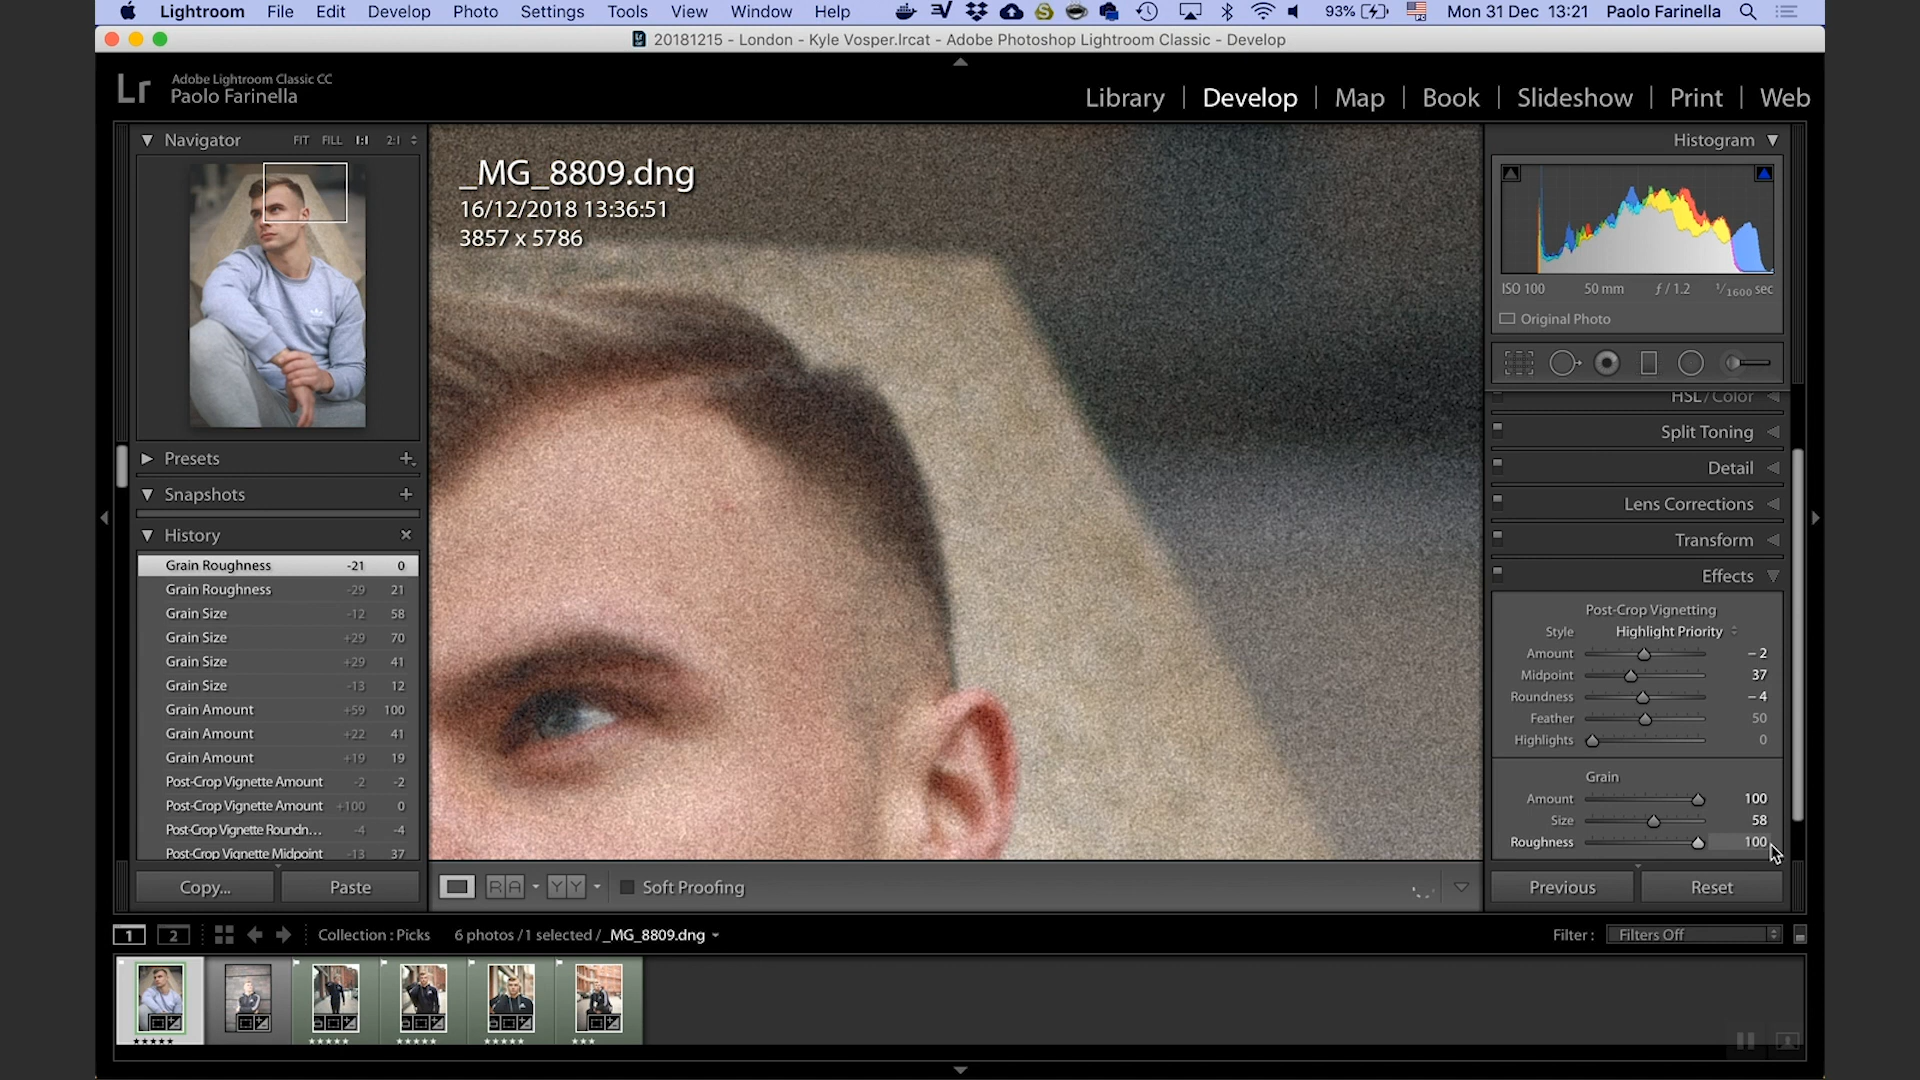 Lightroom File Edit Develop Photo Settings Tools View Window Help 93% Mon 31 Dec 13:21 Paolo Farinella
20181215 - London - Kyle Vosper.lrcat - Adobe Photoshop Lightroom Classic - Develop
Lr
Adobe Lightroom Classic CC
Paolo Farinella
Library | Develop | Map | Book | Slideshow | Print | Web
Navigator FIT FILL 1:1 2:1
Presets
Snapshots
History
Grain Roughness -21 0
Grain Roughness -29 21
Grain Size -12 58
Grain Size +29 70
Grain Size +29 41
Grain Size -13 12
Grain Amount +59 100
Grain Amount +22 41
Grain Amount +19 19
Post-Crop Vignette Amount -2 -2
Post-Crop Vignette Amount +100 0
Post-Crop Vignette Roundn... -4 -4
Post-Crop Vignette Midpoint -13 37
Copy... Paste
_MG_8809.dng
16/12/2018 13:36:51
3857 x 5786
RA YY Soft Proofing
Histogram
ISO 100 50 mm ƒ / 1.2 1/1600 sec
Original Photo
HSL / Color
Split Toning
Detail
Lens Corrections
Transform
Effects
Post-Crop Vignetting
Style Highlight Priority
Amount - 2
Midpoint 37
Roundness - 4
Feather 50
Highlights 0
Grain
Amount 100
Size 58
Roughness 100
Previous Reset
1 2 Collection : Picks 6 photos / 1 selected / _MG_8809.dng Filter : Filters Off